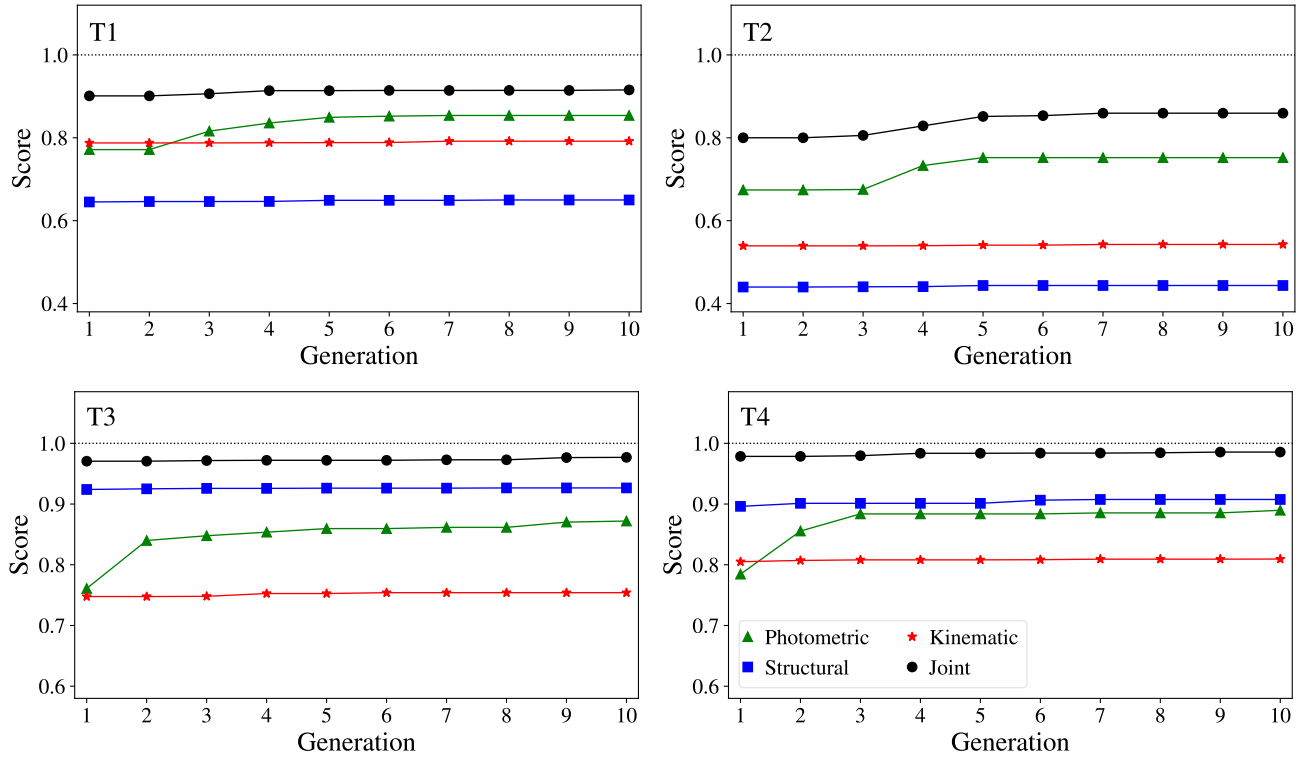 T1
Score
1.0
0.8
0.6
0.4
1 2 3 4 5 6 7 8 9 10
Generation
T2
Score
1.0
0.8
0.6
0.4
1 2 3 4 5 6 7 8 9 10
Generation
T3
Score
1.0
0.9
0.8
0.7
0.6
1 2 3 4 5 6 7 8 9 10
Generation
T4
Score
1.0
0.9
0.8
0.7
0.6
Photometric
Kinematic
Structural
Joint
1 2 3 4 5 6 7 8 9 10
Generation